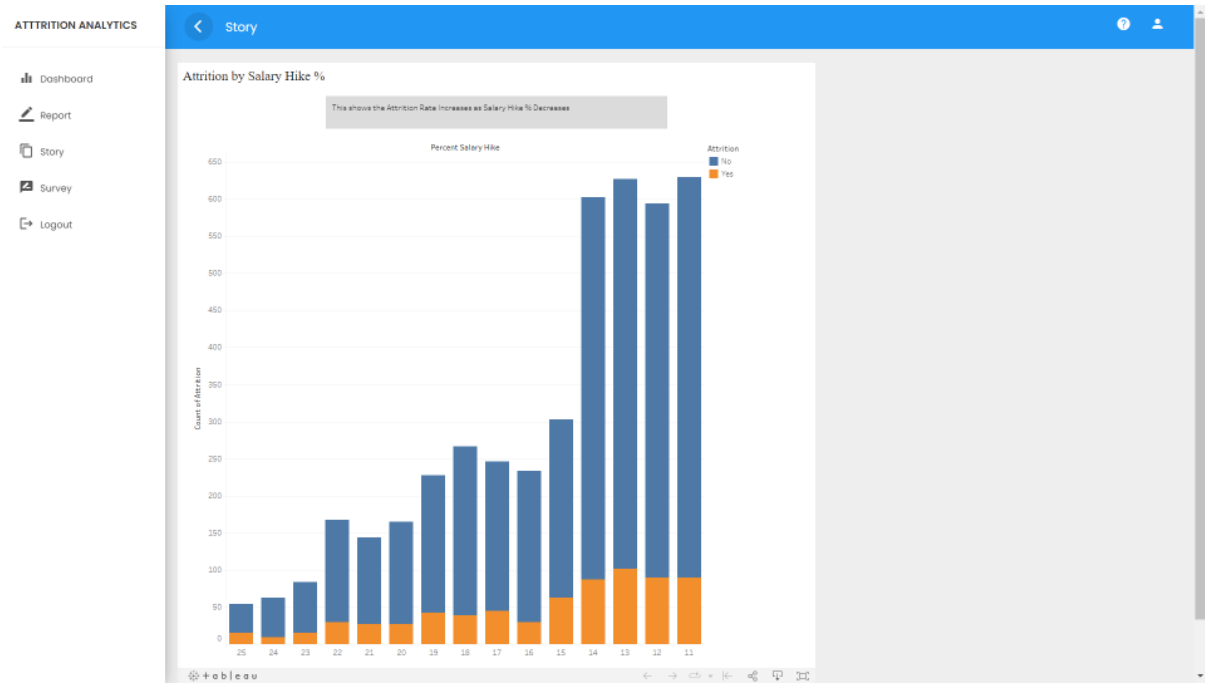 ATTTRITION ANALYTICS
Story
Dashboard
Report
Story
Survey
Logout
Attrition by Salary Hike %
This shows the Attrition Rate Increases as Salary Hike % Decreases
Percent Salary Hike
Attrition
No
Yes
Count of Attrition
650
600
550
500
450
400
350
300
250
200
150
100
50
0
25 24 23 22 21 20 19 18 17 16 15 14 13 12 11
+ableau